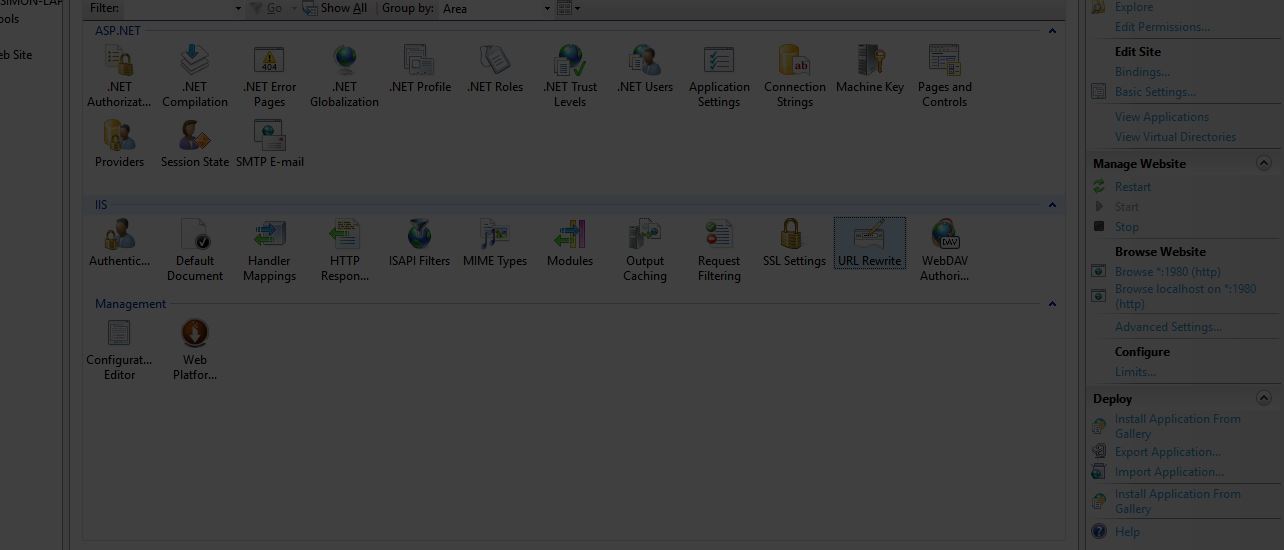 SIMON-LAP
ools
eb Site
Filter:
Go
Show All
Group by:
Area
ASP.NET
.NET Authorizat...
.NET Compilation
.NET Error Pages
.NET Globalization
.NET Profile
.NET Roles
.NET Trust Levels
.NET Users
Application Settings
Connection Strings
Machine Key
Pages and Controls
Providers
Session State
SMTP E-mail
IIS
Authentic...
Default Document
Handler Mappings
HTTP Respon...
ISAPI Filters
MIME Types
Modules
Output Caching
Request Filtering
SSL Settings
URL Rewrite
WebDAV Authori...
Management
Configurat... Editor
Web Platfor...
Explore
Edit Permissions...
Edit Site
Bindings...
Basic Settings...
View Applications
View Virtual Directories
Manage Website
Restart
Start
Stop
Browse Website
Browse *:1980 (http)
Browse localhost on *:1980
(http)
Advanced Settings...
Configure
Limits...
Deploy
Install Application From
Gallery
Export Application...
Import Application...
Install Application From
Gallery
Help